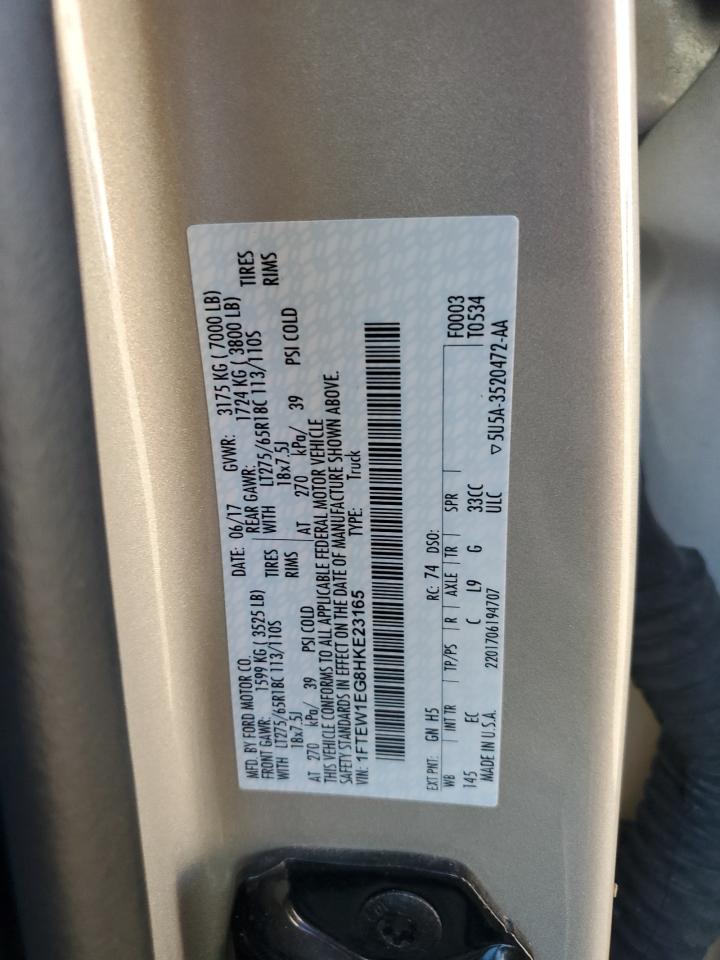 MFD. BY FORD MOTOR CO. DATE: 06/17 GVWR: 3175 KG ( 7000 LB)
FRONT GAWR: 1599 KG ( 3525 LB) REAR GAWR: 1724 KG ( 3800 LB)
WITH LT275/65R18C 113/110S TIRES WITH LT275/65R18C 113/110S TIRES
18x7.5J RIMS 18x7.5J RIMS
AT 270 kPa/ 39 PSI COLD AT 270 kPa/ 39 PSI COLD
THIS VEHICLE CONFORMS TO ALL APPLICABLE FEDERAL MOTOR VEHICLE
SAFETY STANDARDS IN EFFECT ON THE DATE OF MANUFACTURE SHOWN ABOVE.
VIN: 1FTEW1EG8HKE23165 TYPE: Truck
F0003
T0534
EXT PNT: GN H5 RC: 74 DSO:
WB INT TR TP/PS R AXLE TR SPR
145 EC C L9 G 33CC
MADE IN U.S.A. 2201706194707 ULC ▽5U5A-3520472-AA